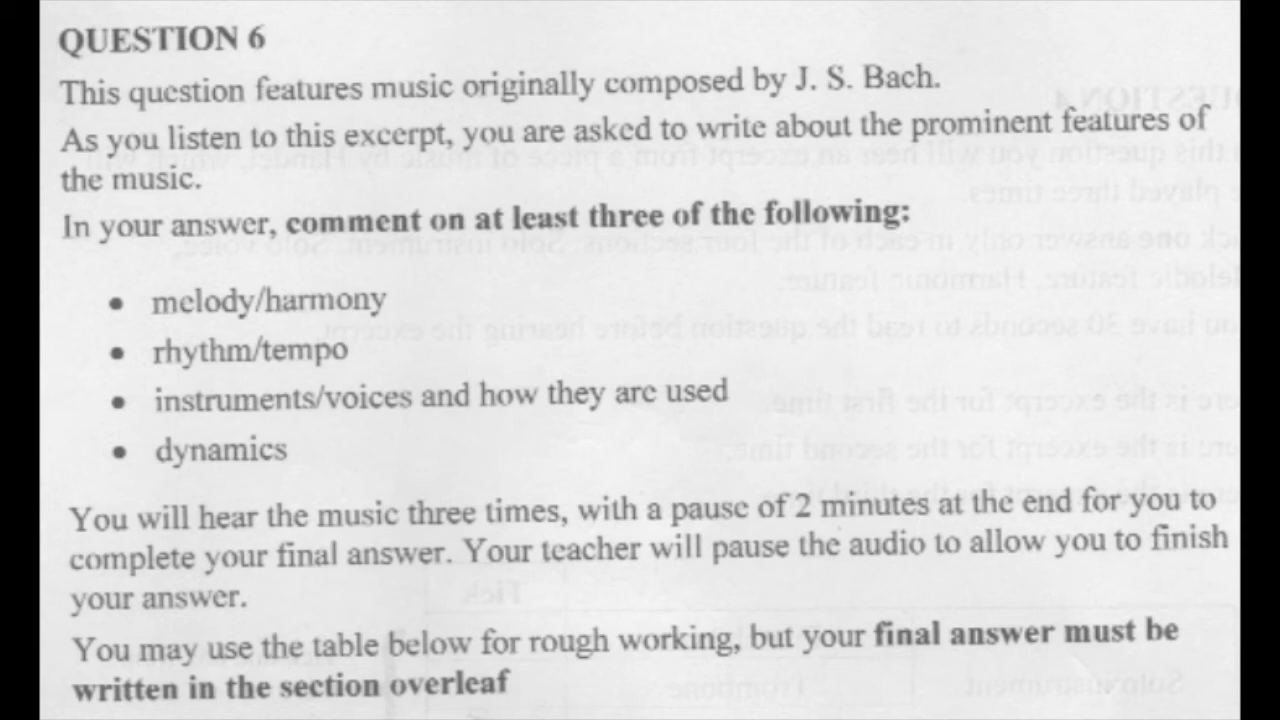 QUESTION 6
This question features music originally composed by J. S. Bach.
As you listen to this excerpt, you are asked to write about the prominent features of
the music.
In your answer, comment on at least three of the following:
• melody/harmony
• rhythm/tempo
• instruments/voices and how they are used
• dynamics
You will hear the music three times, with a pause of 2 minutes at the end for you to
complete your final answer. Your teacher will pause the audio to allow you to finish
your answer.
You may use the table below for rough working, but your final answer must be
written in the section overleaf